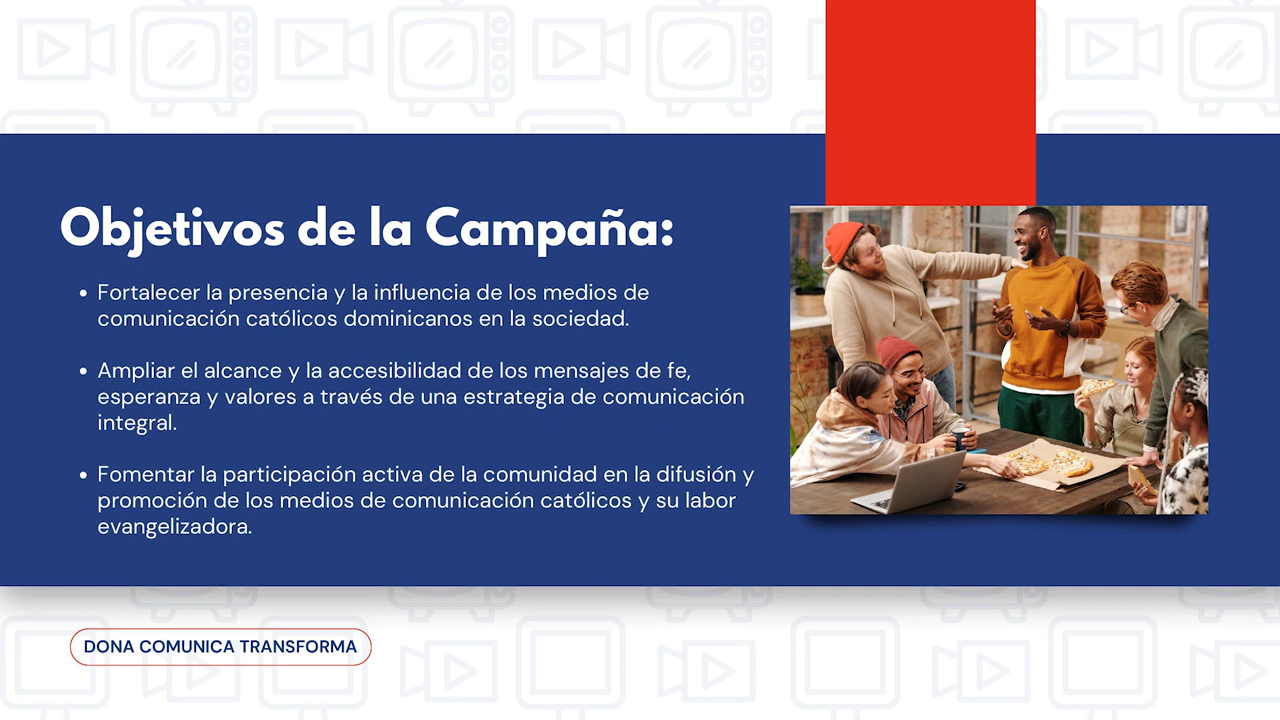 Objetivos de la Campaña:
• Fortalecer la presencia y la influencia de los medios de
comunicación católicos dominicanos en la sociedad.
• Ampliar el alcance y la accesibilidad de los mensajes de fe,
esperanza y valores a través de una estrategia de comunicación
integral.
• Fomentar la participación activa de la comunidad en la difusión y
promoción de los medios de comunicación católicos y su labor
evangelizadora.
DONA COMUNICA TRANSFORMA